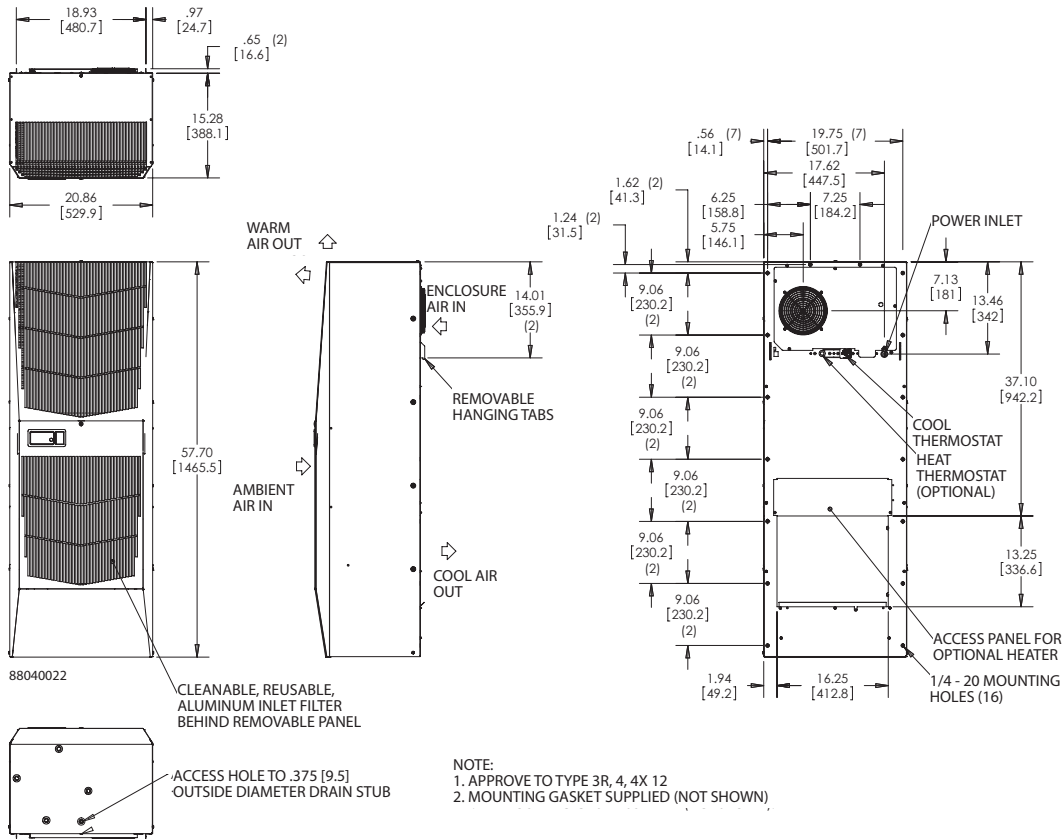 18.93
[480.7]
.97
[24.7]
.65 (2)
[16.6]
15.28
[388.1]
20.86
[529.9]
.56 (7)
[14.1]
19.75 (7)
[501.7]
17.62
[447.5]
1.62 (2)
[41.3]
6.25
[158.8]
7.25
[184.2]
1.24 (2)
[31.5]
5.75
[146.1]
POWER INLET
WARM
AIR OUT
ENCLOSURE
AIR IN
14.01
[355.9]
(2)
9.06
[230.2]
(2)
7.13
[181]
13.46
[342]
9.06
[230.2]
(2)
REMOVABLE
HANGING TABS
37.10
[942.2]
9.06
[230.2]
(2)
COOL
THERMOSTAT
HEAT
THERMOSTAT
(OPTIONAL)
57.70
[1465.5]
AMBIENT
AIR IN
9.06
[230.2]
(2)
9.06
[230.2]
(2)
COOL AIR
OUT
13.25
[336.6]
9.06
[230.2]
(2)
ACCESS PANEL FOR
OPTIONAL HEATER
1/4 - 20 MOUNTING
HOLES (16)
1.94
[49.2]
16.25
[412.8]
88040022
CLEANABLE, REUSABLE,
ALUMINUM INLET FILTER
BEHIND REMOVABLE PANEL
ACCESS HOLE TO .375 [9.5]
OUTSIDE DIAMETER DRAIN STUB
NOTE:
1. APPROVE TO TYPE 3R, 4, 4X 12
2. MOUNTING GASKET SUPPLIED (NOT SHOWN)